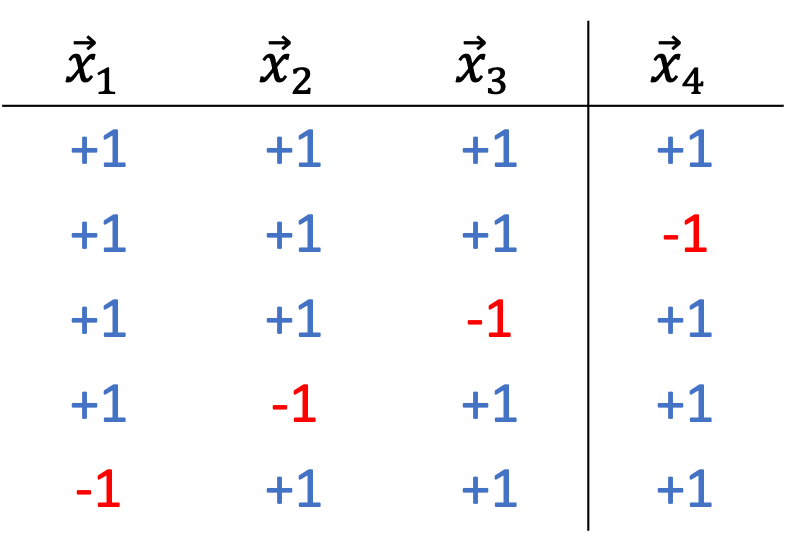 x⃗₁ x⃗₂ x⃗₃ x⃗₄
+1 +1 +1 +1
+1 +1 +1 -1
+1 +1 -1 +1
+1 -1 +1 +1
-1 +1 +1 +1